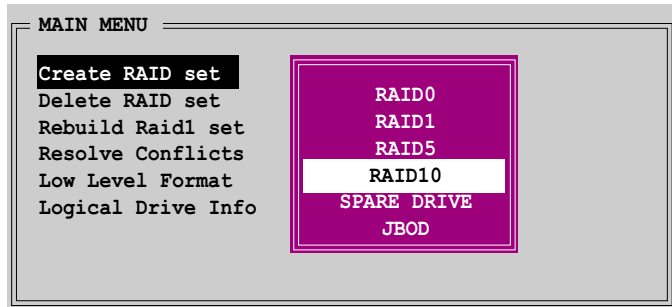 MAIN MENU
Create RAID set
Delete RAID set
Rebuild Raid1 set
Resolve Conflicts
Low Level Format
Logical Drive Info
RAID0
RAID1
RAID5
RAID10
SPARE DRIVE
JBOD